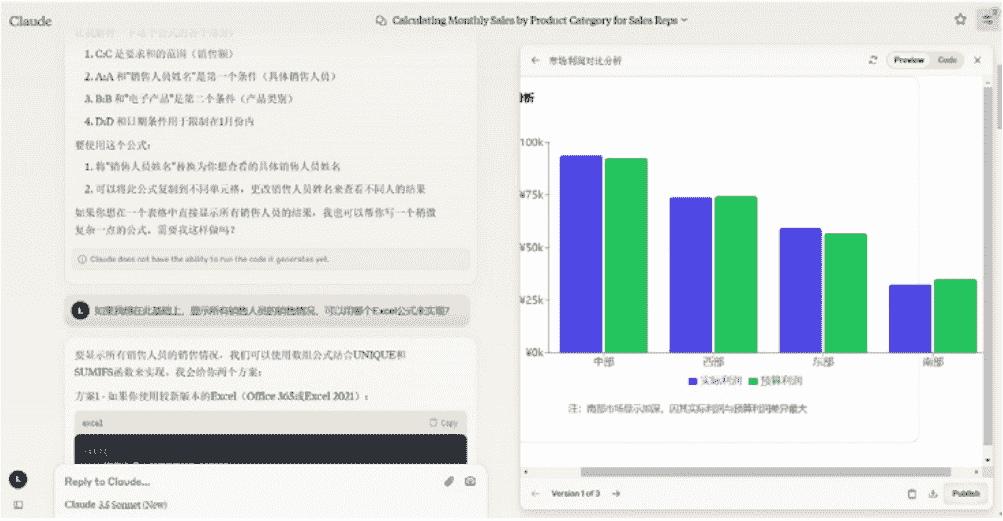 Claude
Calculating Monthly Sales by Product Category for Sales Reps
1. C:C 是要求和的范围（销售额）
2. A:A 和"销售人员姓名"是第一个条件（具体销售人员）
3. B:B 和"电子产品"是第二个条件（产品类别）
4. D:D 和日期条件用于限制在1月份内
要使用这个公式：
1. 将"销售人员姓名"替换为你想查看的具体销售人员姓名
2. 可以将此公式复制到不同单元格，更改销售人员姓名来查看不同人的结果
如果你想在一个表格中直接显示所有销售人员的结果，我也可以帮你写一个稍微
复杂一点的公式。需要我这样做吗？
Claude does not have the ability to run the code it generates yet.
L
如果我想在此基础上，显示所有销售人员的销售情况，可以用哪个Excel公式来实现？
要显示所有销售人员的销售情况，我们可以使用数组公式结合UNIQUE和
SUMIFS函数来实现。我会给你两个方案：
方案1 - 如果你使用较新版本的Excel（Office 365或Excel 2021）：
excel
Copy
L
Reply to Claude...
Claude 3.5 Sonnet (New)
市场利润对比分析
Preview
Code
析
100k
¥75k
¥50k
¥25k
¥0k
中部
西部
东部
南部
实际利润
预算利润
注：南部市场显示加深，因其实际利润与预算利润差异最大
Version 1 of 3
Publish